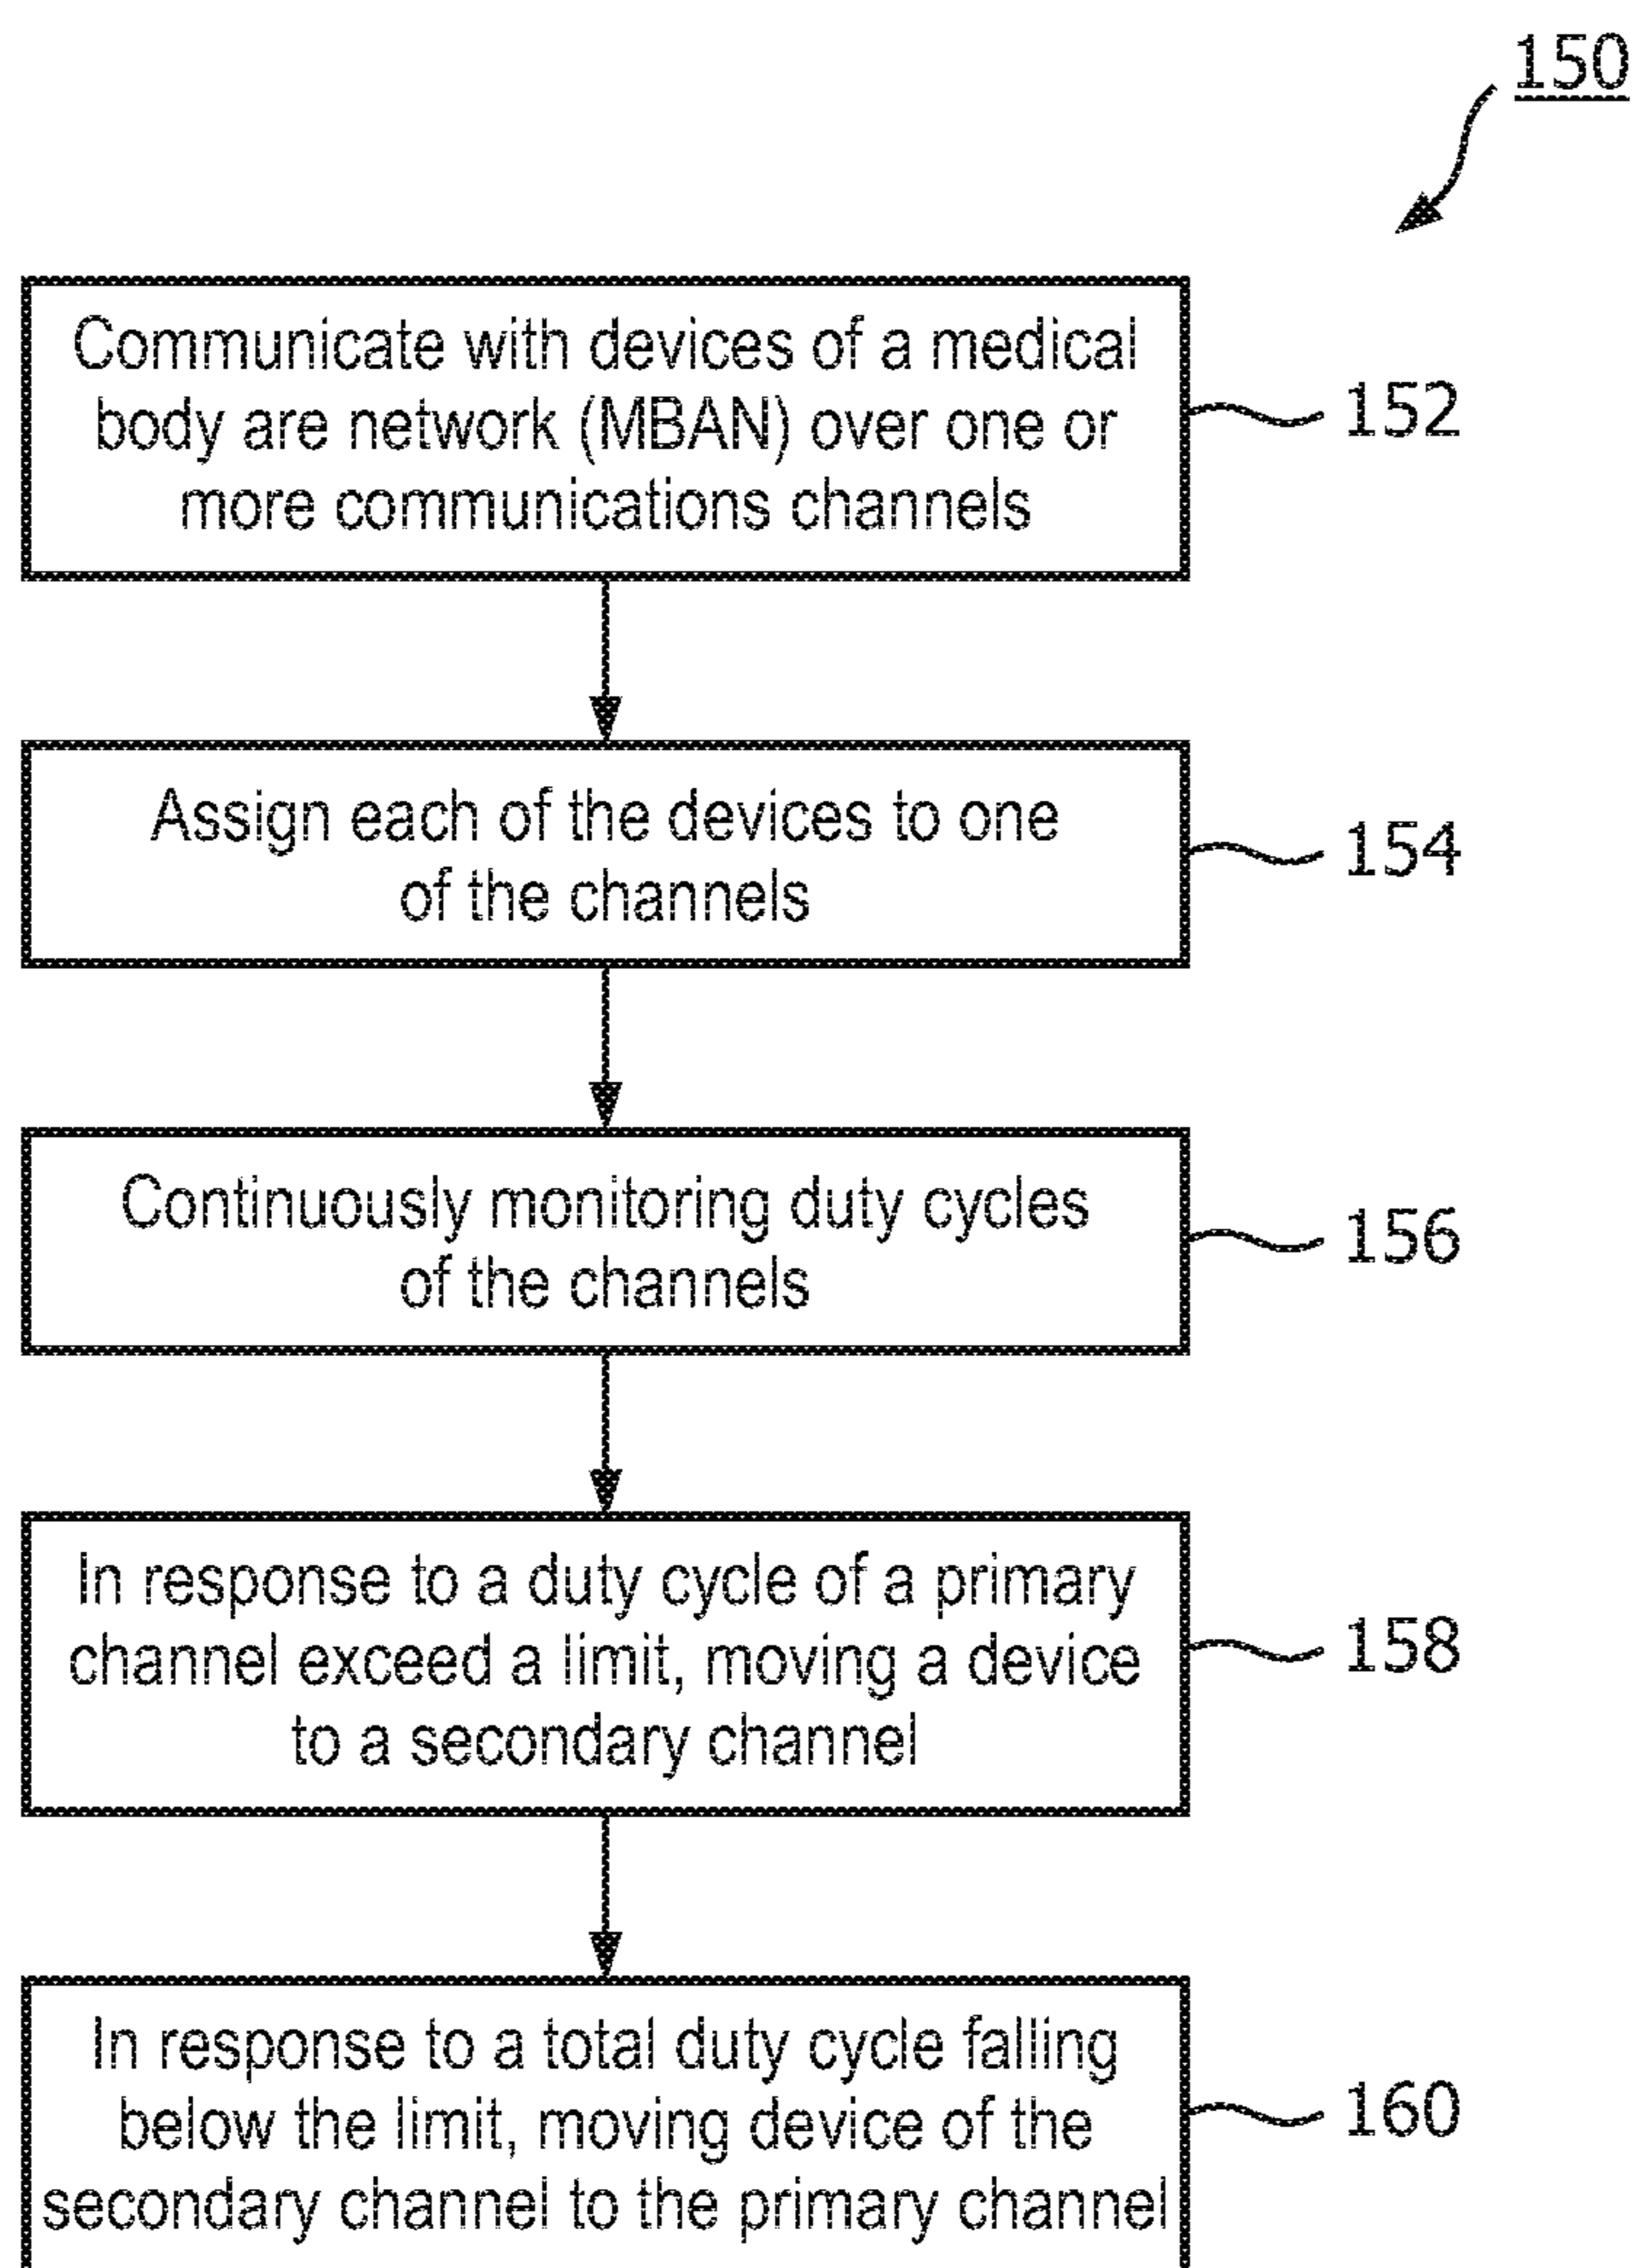 150
Communicate with devices of a medical
body are network (MBAN) over one or
more communications channels
152
Assign each of the devices to one
of the channels
154
Continuously monitoring duty cycles
of the channels
156
In response to a duty cycle of a primary
channel exceed a limit, moving a device
to a secondary channel
158
In response to a total duty cycle falling
below the limit, moving device of the
secondary channel to the primary channel
160